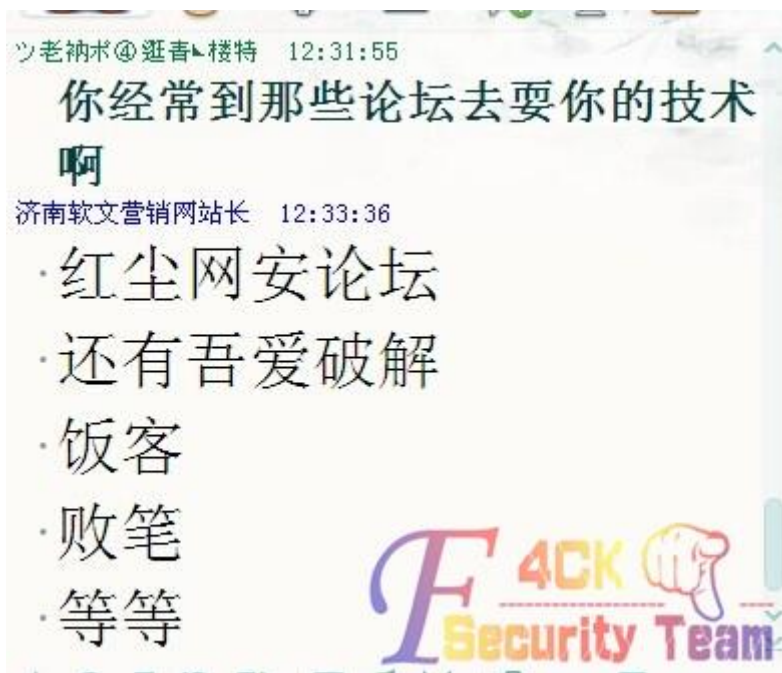 ツ老衲朮④逛青↖楼特 12:31:55
你经常到那些论坛去耍你的技术
啊
济南软文营销网站长 12:33:36
·红尘网安论坛
·还有吾爱破解
·饭客
·败笔
·等等
F4CK
Security Team